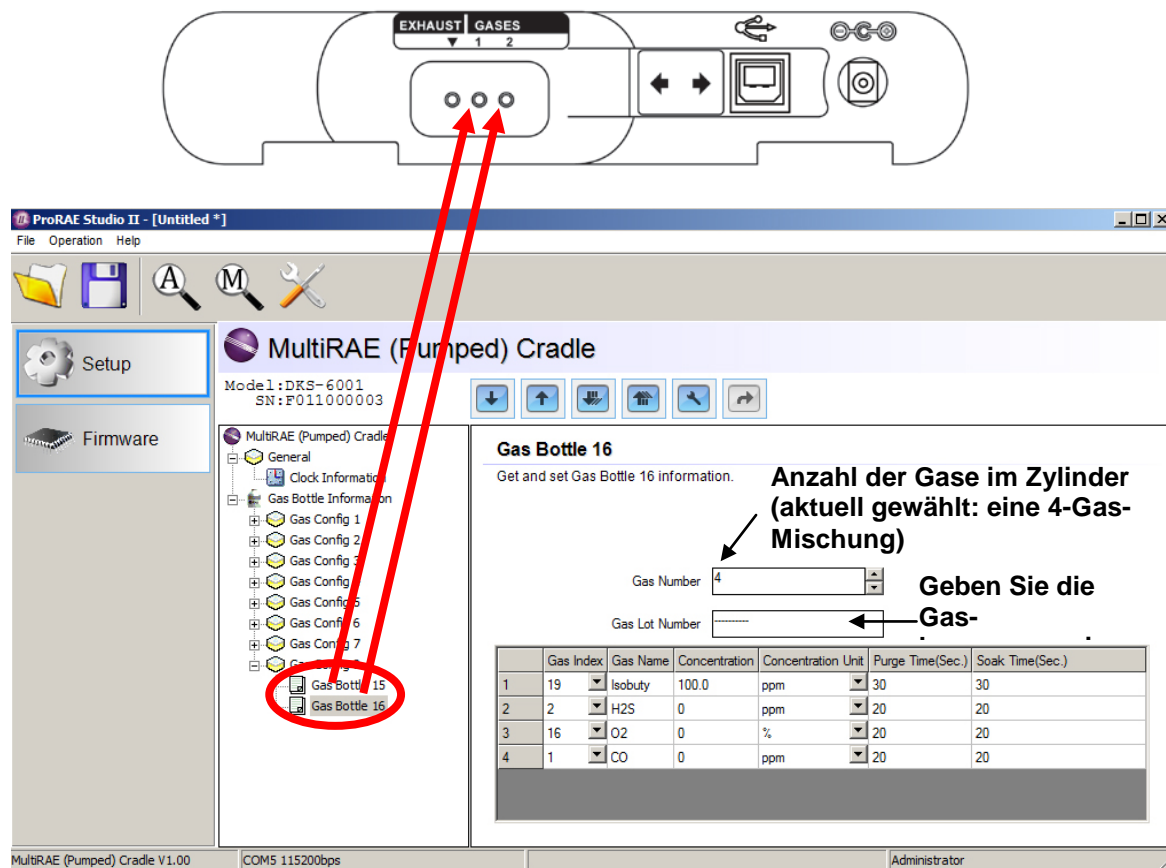 EXHAUST GASES
▼ 1 2
ProRAE Studio II - [Untitled *]
File Operation Help
A M
Setup
Firmware
MultiRAE (Pumped) Cradle
Model:DKS-6001
SN:F011000003
MultiRAE (Pumped) Cradle
General
Clock Information
Gas Bottle Information
Gas Config 1
Gas Config 2
Gas Config 3
Gas Config
Gas Config 6
Gas Config 7
Gas Bottle 15
Gas Bottle 16
Gas Bottle 16
Get and set Gas Bottle 16 information.
Anzahl der Gase im Zylinder
(aktuell gewählt: eine 4-Gas-
Mischung)
Gas Number 4
Gas Lot Number ----------
Geben Sie die
Gas-
Gas Index Gas Name Concentration Concentration Unit Purge Time(Sec.) Soak Time(Sec.)
1 19 Isobuty 100.0 ppm 30 30
2 2 H2S 0 ppm 20 20
3 16 O2 0 % 20 20
4 1 CO 0 ppm 20 20
MultiRAE (Pumped) Cradle V1.00 COM5 115200bps Administrator